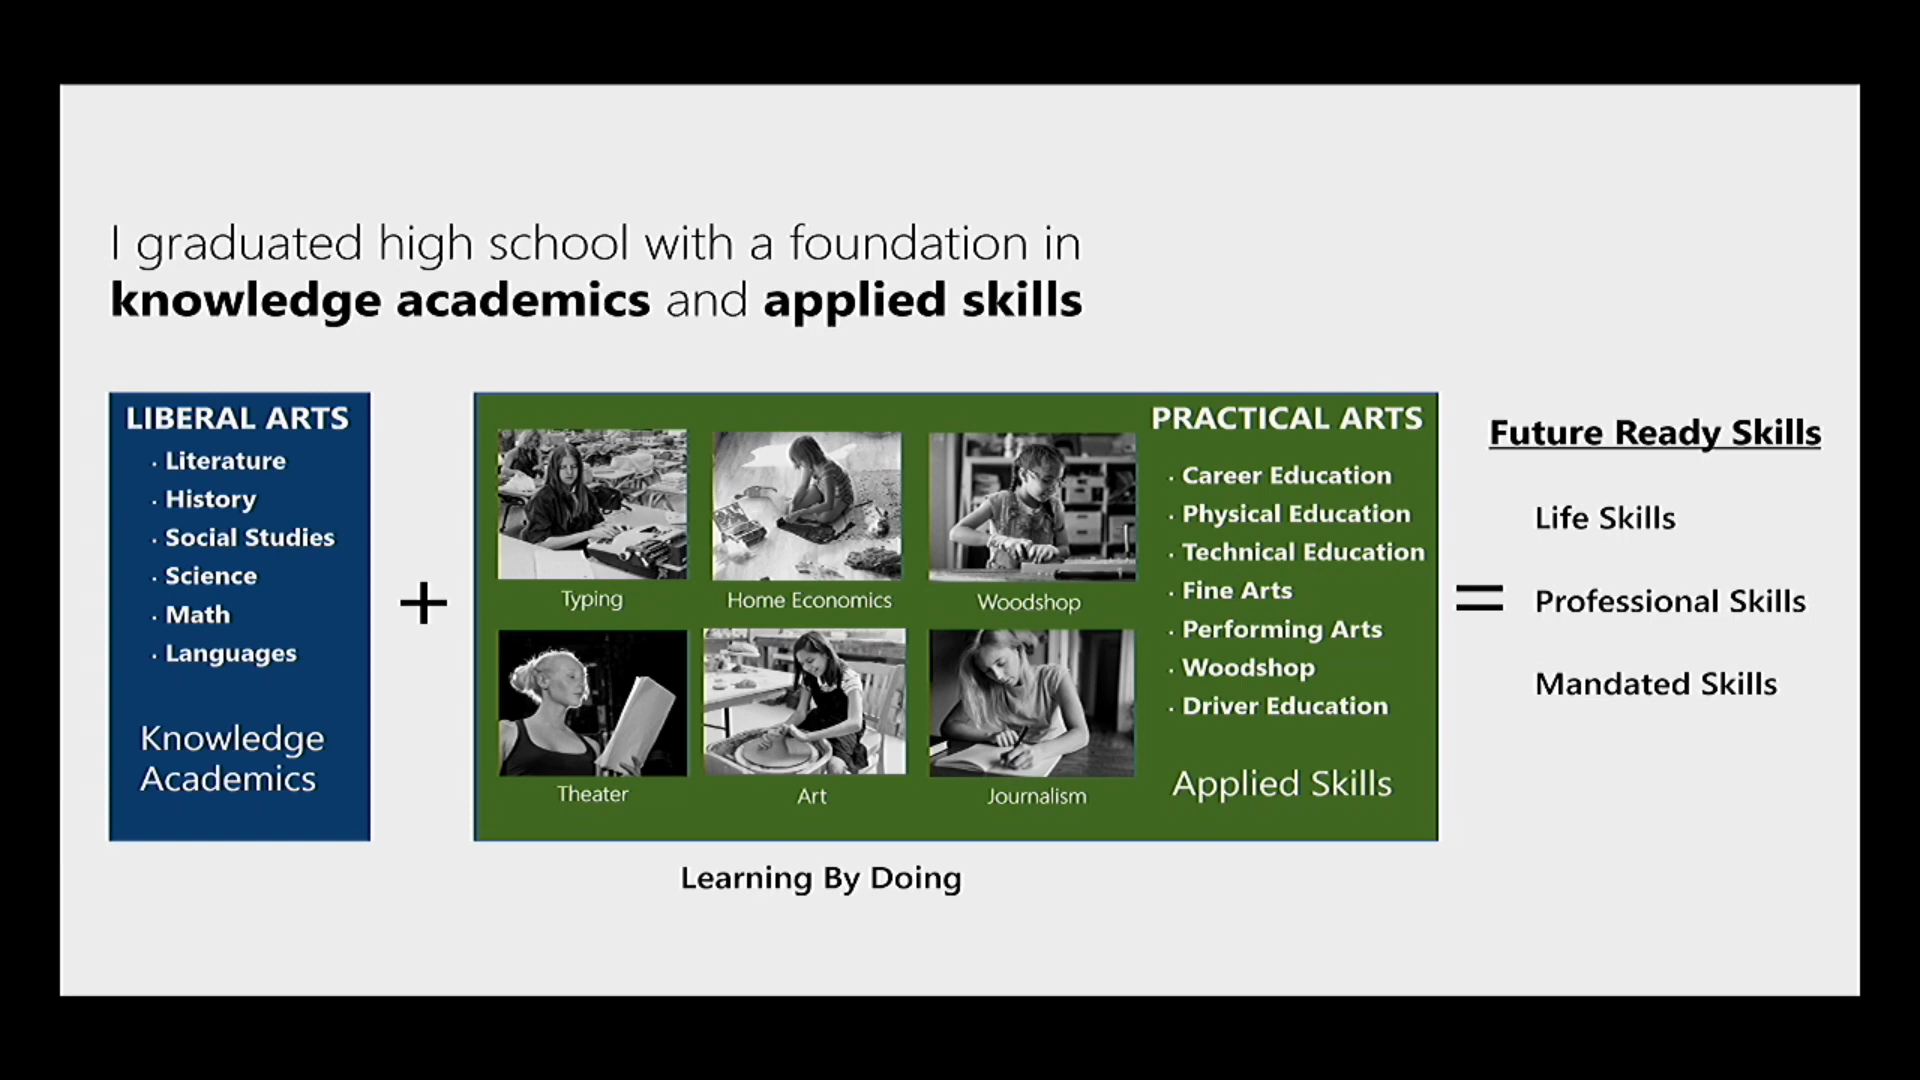 I graduated high school with a foundation in
knowledge academics and applied skills
LIBERAL ARTS
· Literature
· History
· Social Studies
· Science
· Math
· Languages
Knowledge
Academics
+
Typing
Home Economics
Woodshop
Theater
Art
Journalism
PRACTICAL ARTS
· Career Education
· Physical Education
· Technical Education
· Fine Arts
· Performing Arts
· Woodshop
· Driver Education
Applied Skills
Learning By Doing
=
Future Ready Skills
Life Skills
Professional Skills
Mandated Skills